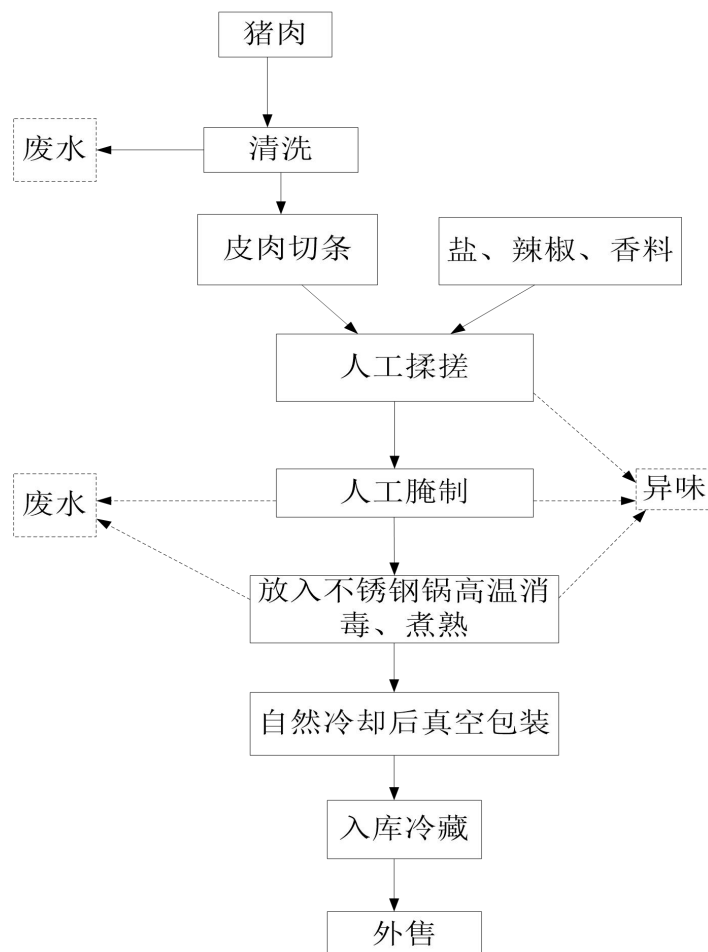 猪肉
废水
清洗
皮肉切条
盐、辣椒、香料
人工揉搓
废水
人工腌制
异味
放入不锈钢锅高温消
毒、煮熟
自然冷却后真空包装
入库冷藏
外售